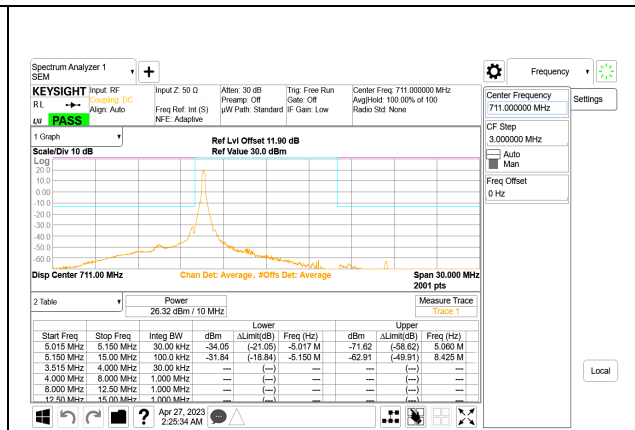 Spectrum Analyzer 1
SEM
KEYSIGHT
RL
LXI PASS
Input: RF
Coupling: DC
Align: Auto
Input Z: 50 Ω
Freq Ref: Int (S)
NFE: Adaptive
Atten: 30 dB
Preamp: Off
µW Path: Standard
Trig: Free Run
Gate: Off
IF Gain: Low
Center Freq: 711.000000 MHz
Avg|Hold: 100.00% of 100
Radio Std: None
1 Graph
Scale/Div 10 dB
Ref Lvl Offset 11.90 dB
Ref Value 30.0 dBm
Log
20.0
10.0
0.00
-10.0
-20.0
-30.0
-40.0
-50.0
-60.0
Disp Center 711.00 MHz
Chan Det: Average , #Offs Det: Average
Span 30.000 MHz
2001 pts
2 Table
Power
26.32 dBm / 10 MHz
Measure Trace
Trace 1
Lower Upper
Start Freq Stop Freq Integ BW dBm ΔLimit(dB) Freq (Hz) dBm ΔLimit(dB) Freq (Hz)
5.015 MHz 5.150 MHz 30.00 kHz -34.05 (-21.05) -5.017 M -71.62 (-58.62) 5.060 M
5.150 MHz 15.00 MHz 100.0 kHz -31.84 (-18.84) -5.150 M -62.91 (-49.91) 8.425 M
3.515 MHz 4.000 MHz 30.00 kHz --- (---) --- (---)
4.000 MHz 8.000 MHz 1.000 MHz --- (---) --- (---)
8.000 MHz 12.50 MHz 1.000 MHz --- (---) --- (---)
12.50 MHz 15.00 MHz 1.000 MHz --- (---) --- (---)
?
Apr 27, 2023
2:25:34 AM
Frequency
Center Frequency
711.000000 MHz
Settings
CF Step
3.000000 MHz
Auto
Man
Freq Offset
0 Hz
Local